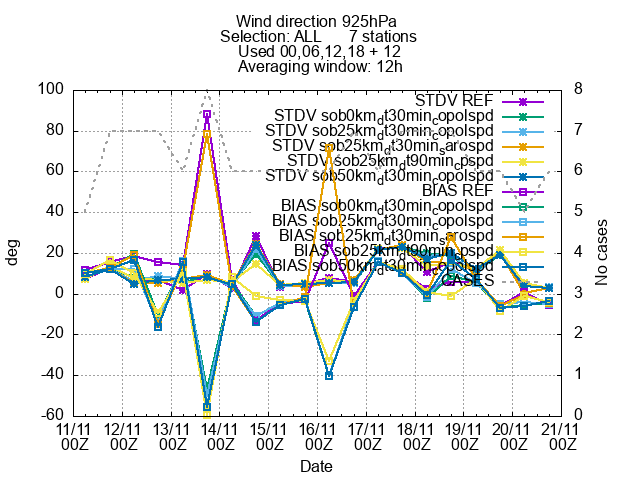 Wind direction 925hPa
Selection: ALL 7 stations
Used 00,06,12,18 + 12
Averaging window: 12h
STDV REF
STDV sob0km_dt30min_copolspd
STDV sob25km_dt30min_copolspd
STDV sob25km_dt30min_sarospd
STDV sob25km_dt90min_cpspd
STDV sob50km_dt30min_copolspd
BIAS REF
BIAS sob0km_dt30min_copolspd
BIAS sob25km_dt30min_copolspd
BIAS sob25km_dt30min_sarospd
BIAS sob25km_dt90min_cpspd
BIAS sob50km_dt30min_copolspd
CASES
100
80
60
40
20
0
-20
-40
-60
deg
8
7
6
5
4
3
2
1
0
No cases
11/11 12/11 13/11 14/11 15/11 16/11 17/11 18/11 19/11 20/11 21/11
00Z 00Z 00Z 00Z 00Z 00Z 00Z 00Z 00Z 00Z 00Z
Date